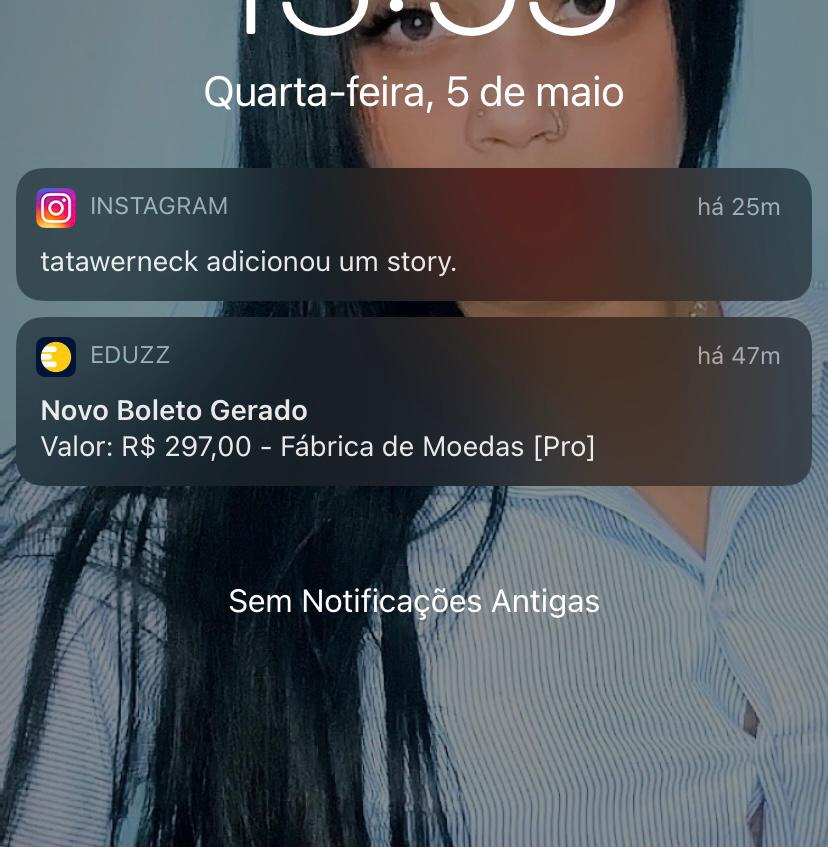 Quarta-feira, 5 de maio
INSTAGRAM
há 25m
tatawerneck adicionou um story.
EDUZZ
há 47m
Novo Boleto Gerado
Valor: R$ 297,00 - Fábrica de Moedas [Pro]
Sem Notificações Antigas